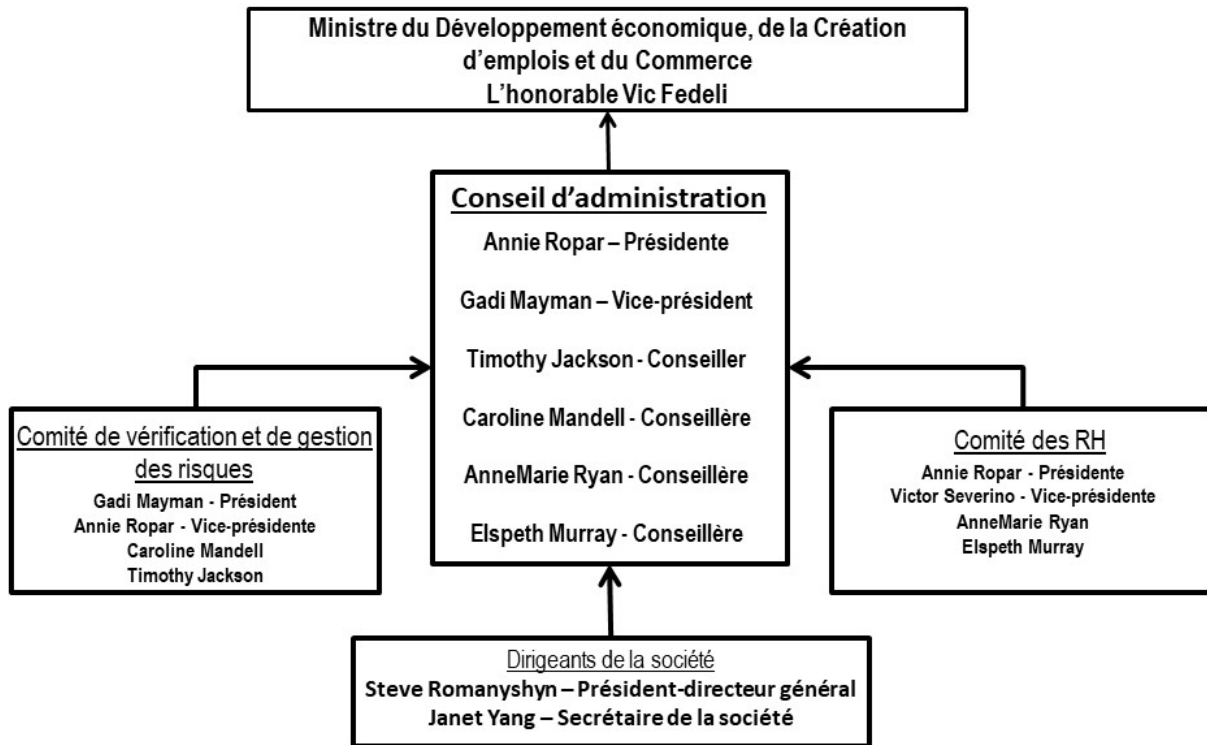 Ministre du Développement économique, de la Création
d’emplois et du Commerce
L’honorable Vic Fedeli
Conseil d’administration
Annie Ropar – Présidente
Gadi Mayman – Vice-président
Timothy Jackson - Conseiller
Caroline Mandell - Conseillère
AnneMarie Ryan - Conseillère
Elspeth Murray - Conseillère
Comité de vérification et de gestion
des risques
Gadi Mayman - Président
Annie Ropar - Vice-présidente
Caroline Mandell
Timothy Jackson
Comité des RH
Annie Ropar - Présidente
Victor Severino - Vice-présidente
AnneMarie Ryan
Elspeth Murray
Dirigeants de la société
Steve Romanyshyn – Président-directeur général
Janet Yang – Secrétaire de la société